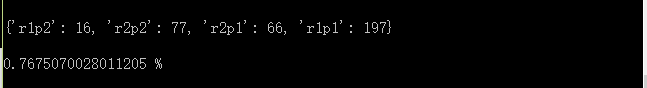 {'r1p2': 16, 'r2p2': 77, 'r2p1': 66, 'r1p1': 197}
0.7675070028011205 %